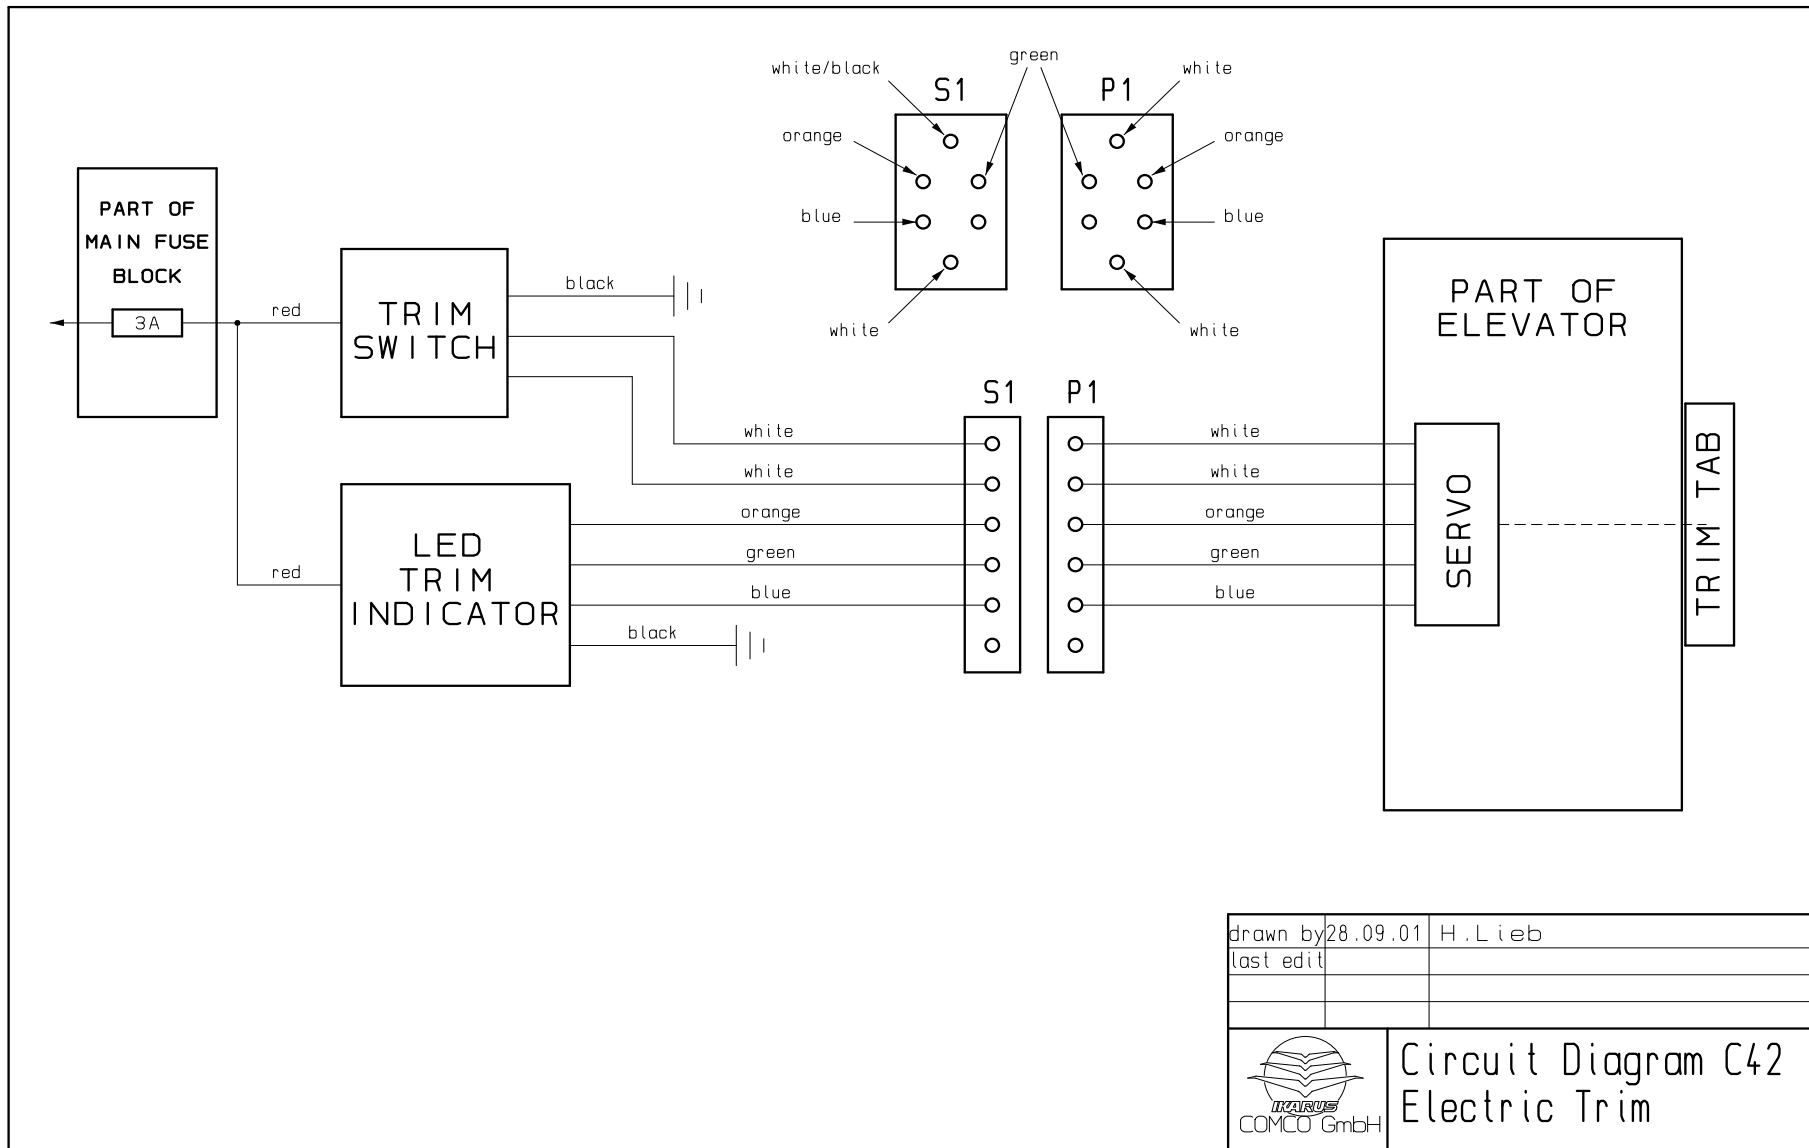 green
white/black
white
S1
P1
orange
orange
blue
blue
white
white
PART OF
MAIN FUSE
BLOCK
3A
red
TRIM
SWITCH
black
PART OF
ELEVATOR
S1
P1
white
white
white
white
orange
orange
green
green
blue
blue
black
red
LED
TRIM
INDICATOR
SERVO
TRIM TAB
drawn by 28.09.01 H.Lieb
last edit
IKARUS
COMCO GmbH
Circuit Diagram C42
Electric Trim